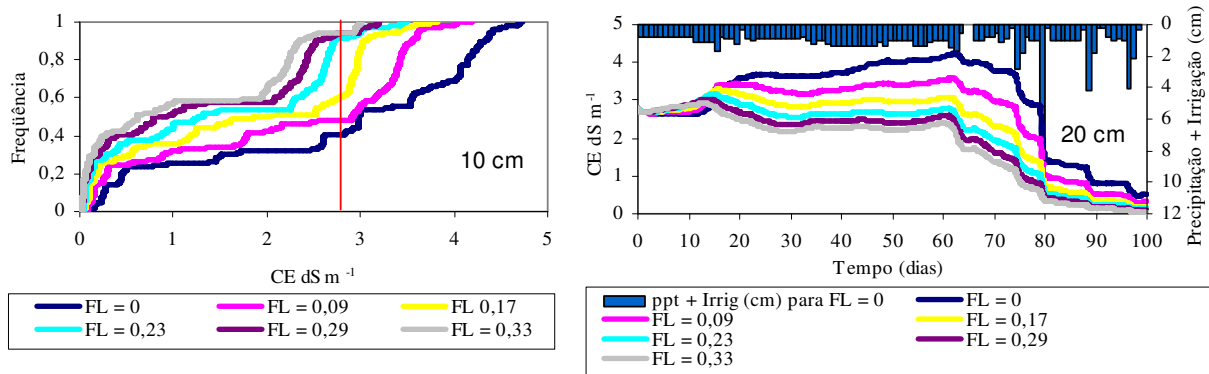 Freqüência
1
0.8
0.6
0.4
0.2
0
0 1 2 3 4 5
10 cm
CE dS m -1
FL = 0 FL = 0,09 FL 0,17
FL = 0,23 FL = 0,29 FL = 0,33
CE dS m-1
5
4
3
2
1
0
0 10 20 30 40 50 60 70 80 90 100
Tempo (dias)
20 cm
0
2
4
6
8
10
12
Precipitação + Irrigação (cm)
ppt + Irrig (cm) para FL = 0 FL = 0
FL = 0,09 FL = 0,17
FL = 0,23 FL = 0,29
FL = 0,33